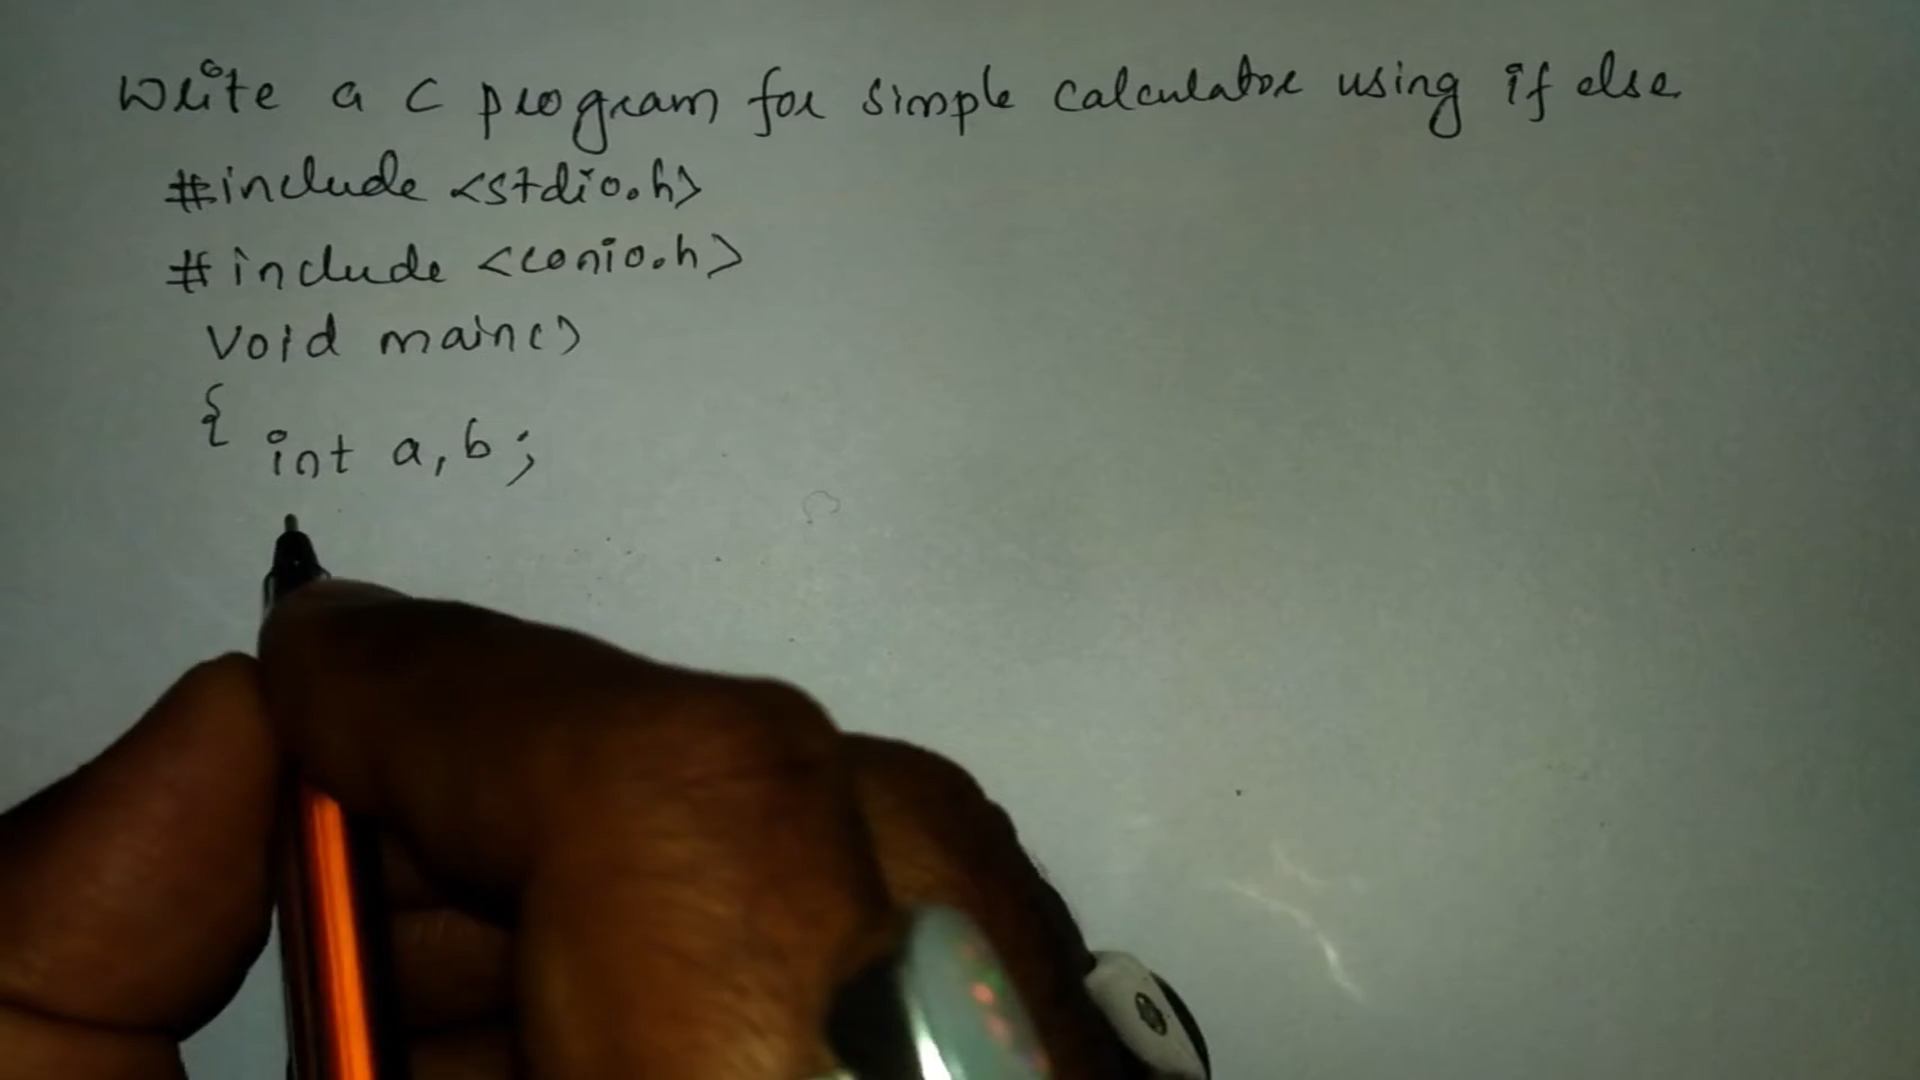 Write a C program for simple calculator using if else
#include <stdio.h>
#include <conio.h>
void main()
{
int a, b;